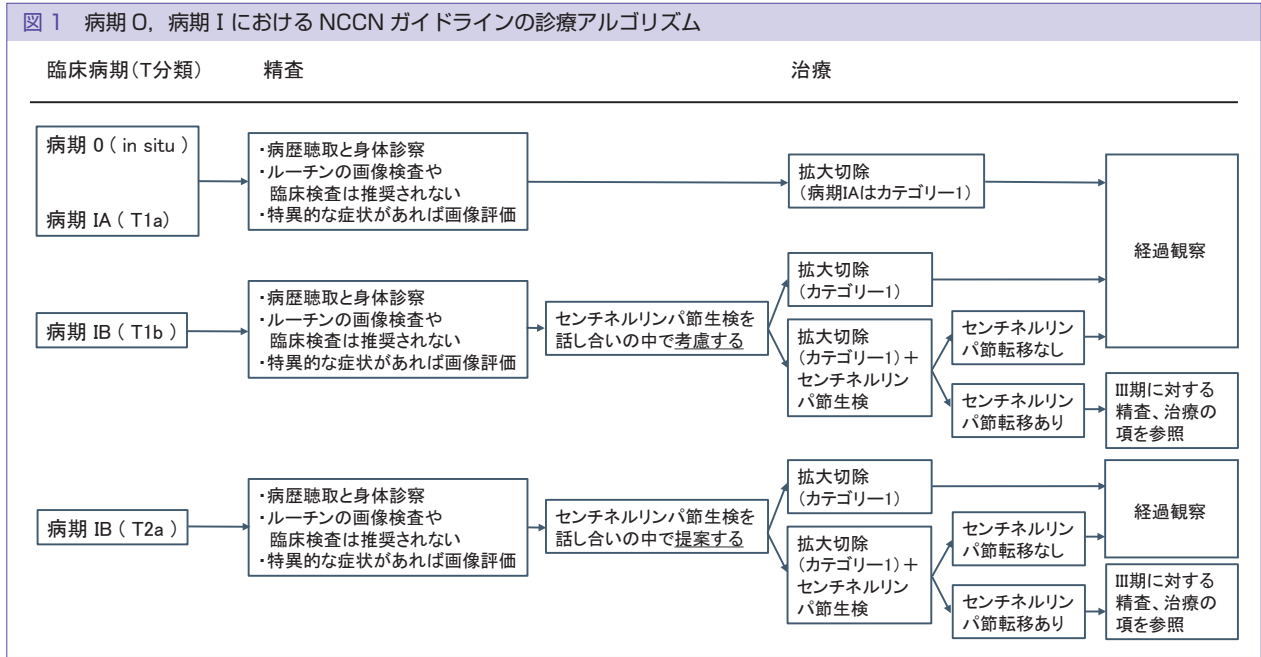 図1 病期0，病期ⅠにおけるNCCNガイドラインの診療アルゴリズム
臨床病期（T分類）
精査
治療
病期 0（ in situ ）
病期 IA（ T1a）
・病歴聴取と身体診察
・ルーチンの画像検査や
臨床検査は推奨されない
・特異的な症状があれば画像評価
拡大切除
（病期IAはカテゴリー1）
経過観察
病期 IB（ T1b ）
・病歴聴取と身体診察
・ルーチンの画像検査や
臨床検査は推奨されない
・特異的な症状があれば画像評価
センチネルリンパ節生検を
話し合いの中で考慮する
拡大切除
（カテゴリー1）
拡大切除
（カテゴリー1）＋
センチネルリン
パ節生検
センチネルリン
パ節転移なし
センチネルリン
パ節転移あり
Ⅲ期に対する
精査、治療の
項を参照
病期 IB（ T2a ）
・病歴聴取と身体診察
・ルーチンの画像検査や
臨床検査は推奨されない
・特異的な症状があれば画像評価
センチネルリンパ節生検を
話し合いの中で提案する
拡大切除
（カテゴリー1）
拡大切除
（カテゴリー1）＋
センチネルリン
パ節生検
センチネルリン
パ節転移なし
センチネルリン
パ節転移あり
経過観察
Ⅲ期に対する
精査、治療の
項を参照